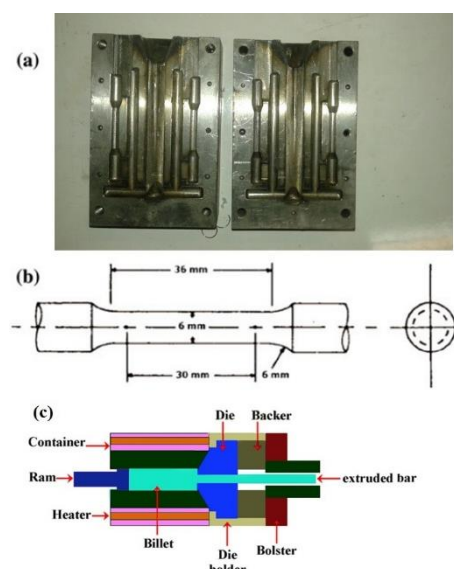 (a)
(b)
36 mm
6 mm
30 mm
6 mm
(c)
Die
Backer
Container
Ram
extruded bar
Heater
Billet
Die
holder
Bolster